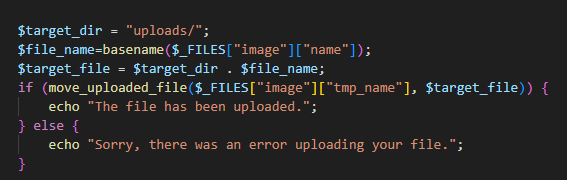 $target_dir = "uploads/";
$file_name=basename($_FILES["image"]["name"]);
$target_file = $target_dir . $file_name;
if (move_uploaded_file($_FILES["image"]["tmp_name"], $target_file)) {
    echo "The file has been uploaded.";
} else {
    echo "Sorry, there was an error uploading your file.";
}